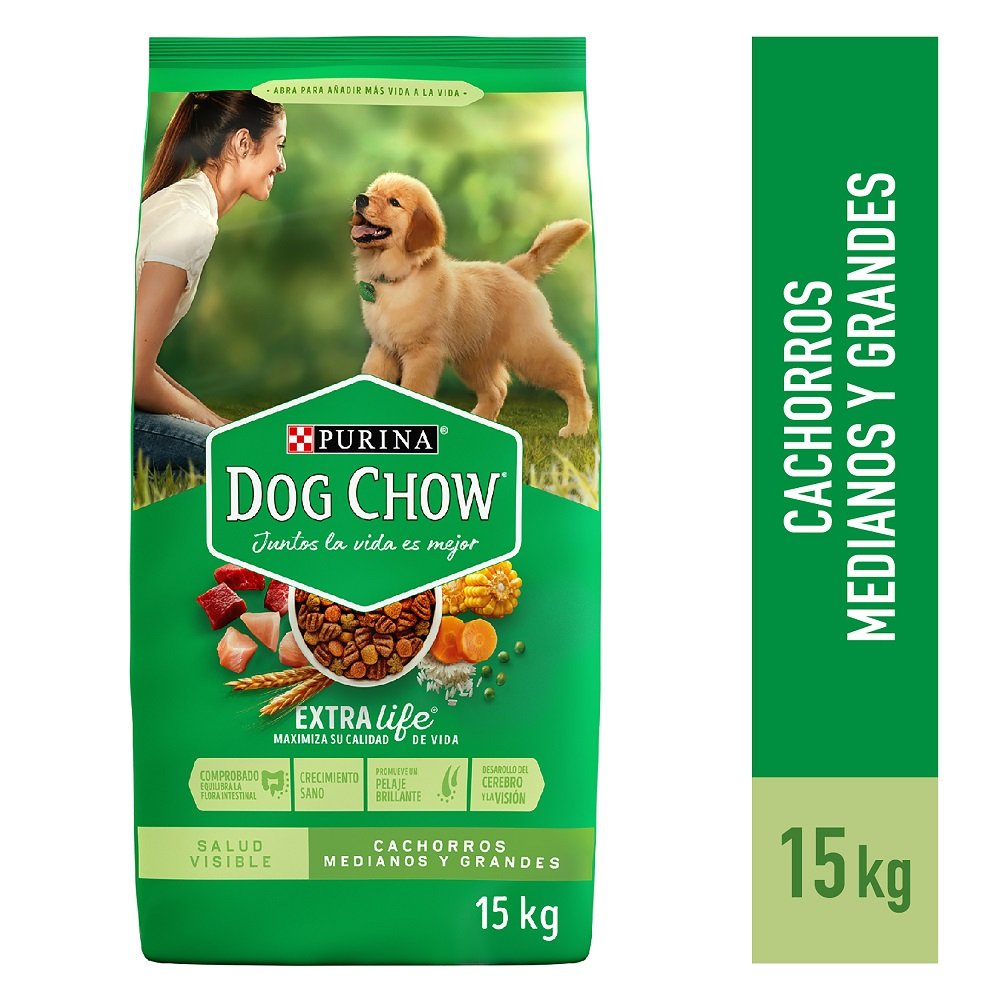 - ABRA PARA AÑADIR MÁS VIDA A LA VIDA -
PURINA®
DOG CHOW®
Juntos la vida es mejor
EXTRA life®
MAXIMIZA SU CALIDAD DE VIDA
COMPROBADO
EQUILIBRA LA
FLORA INTESTINAL
CRECIMIENTO
SANO
PROMUEVE UN
PELAJE
BRILLANTE
DESAROLLO DEL
CEREBRO
Y LA VISIÓN
SALUD
VISIBLE
CACHORROS
MEDIANOS Y GRANDES
15 kg
CACHORROS
MEDIANOS Y GRANDES
15 kg